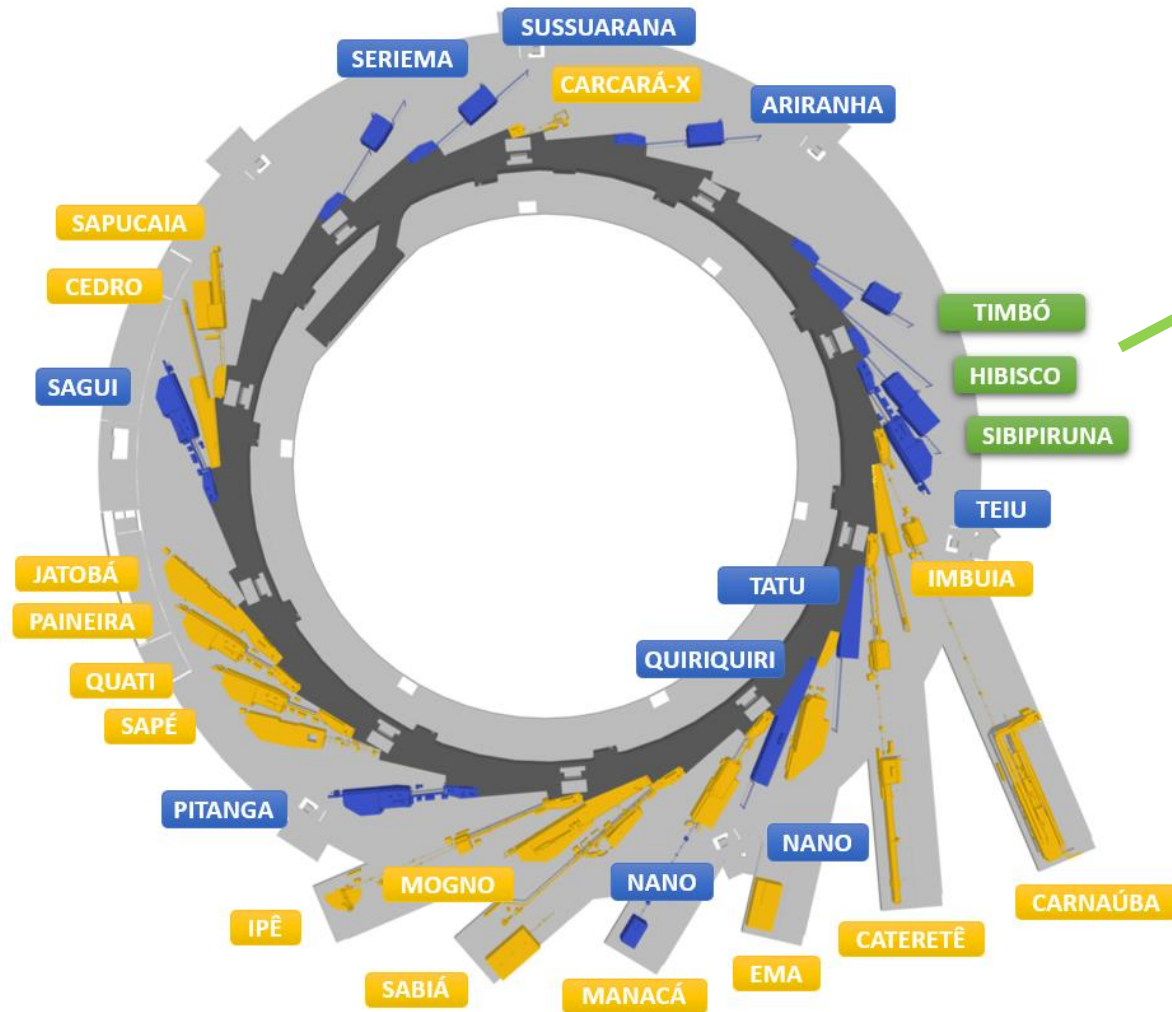 SUSSUARANA
SERIEMA
CARCARÁ-X
ARIRANHA
SAPUCAIA
CEDRO
SAGUI
TIMBÓ
HIBISCO
SIBIPIRUNA
TEIU
IMBUIA
TATU
QUIRIQUIRI
JATOBÁ
PAINEIRA
QUATI
SAPÉ
PITANGA
MOGNO
NANO
NANO
IPÊ
SABIÁ
MANACÁ
EMA
CATERETÊ
CARNAÚBA